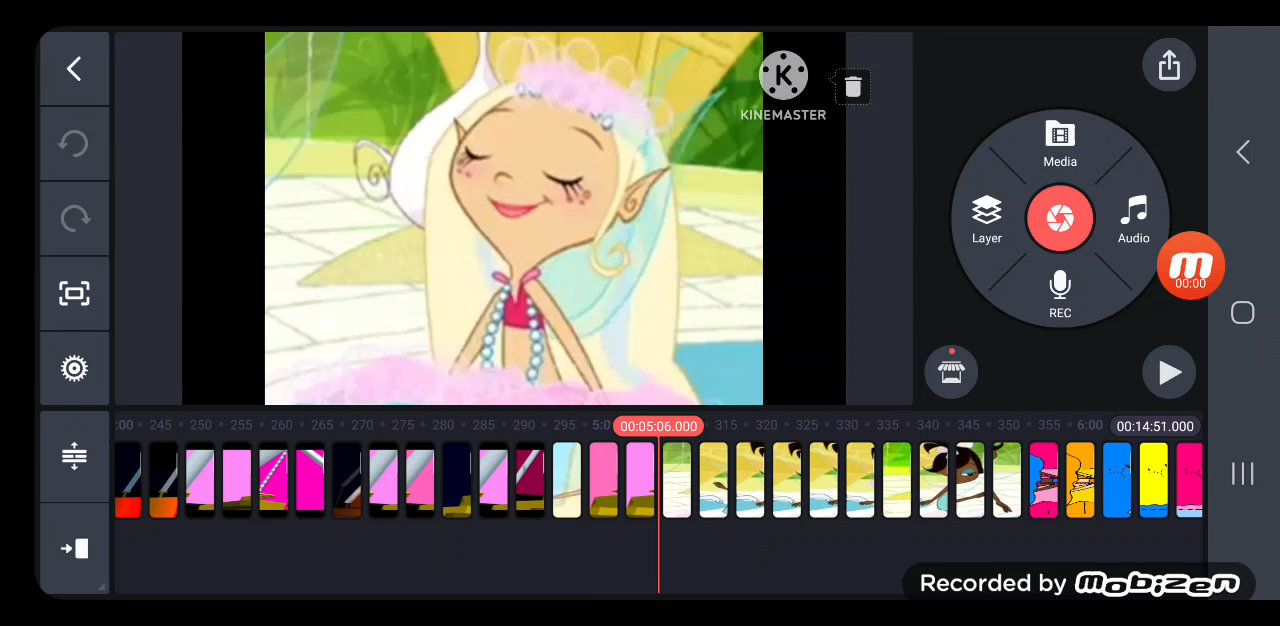 KINEMASTER
Media
Layer
Audio
00:00
REC
:00 245 250 255 260 265 270 275 280 285 290 295 5:0 00:05:06.000 315 320 325 330 335 340 345 350 355 6:00 00:14:51.000
Recorded by mobizen